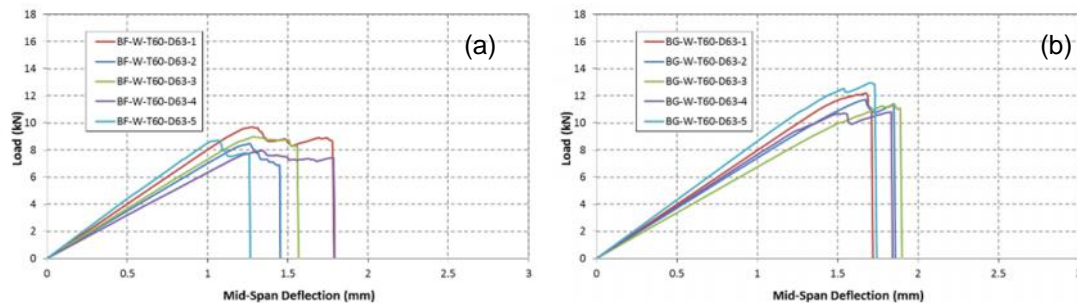 18
16
14
12
10
8
6
4
2
0
Load (kN)
BF-W-T60-D63-1
BF-W-T60-D63-2
BF-W-T60-D63-3
BF-W-T60-D63-4
BF-W-T60-D63-5
(a)
0 0.5 1 1.5 2 2.5 3
Mid-Span Deflection (mm)
18
16
14
12
10
8
6
4
2
0
Load (kN)
BG-W-T60-D63-1
BG-W-T60-D63-2
BG-W-T60-D63-3
BG-W-T60-D63-4
BG-W-T60-D63-5
(b)
0 0.5 1 1.5 2 2.5
Mid-Span Deflection (mm)